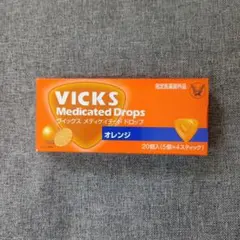 指定医薬部外品
VICKS
Medicated Drops
ヴイックス メディケイテッド ドロップ
オレンジ
20個入(5個×4スティック)